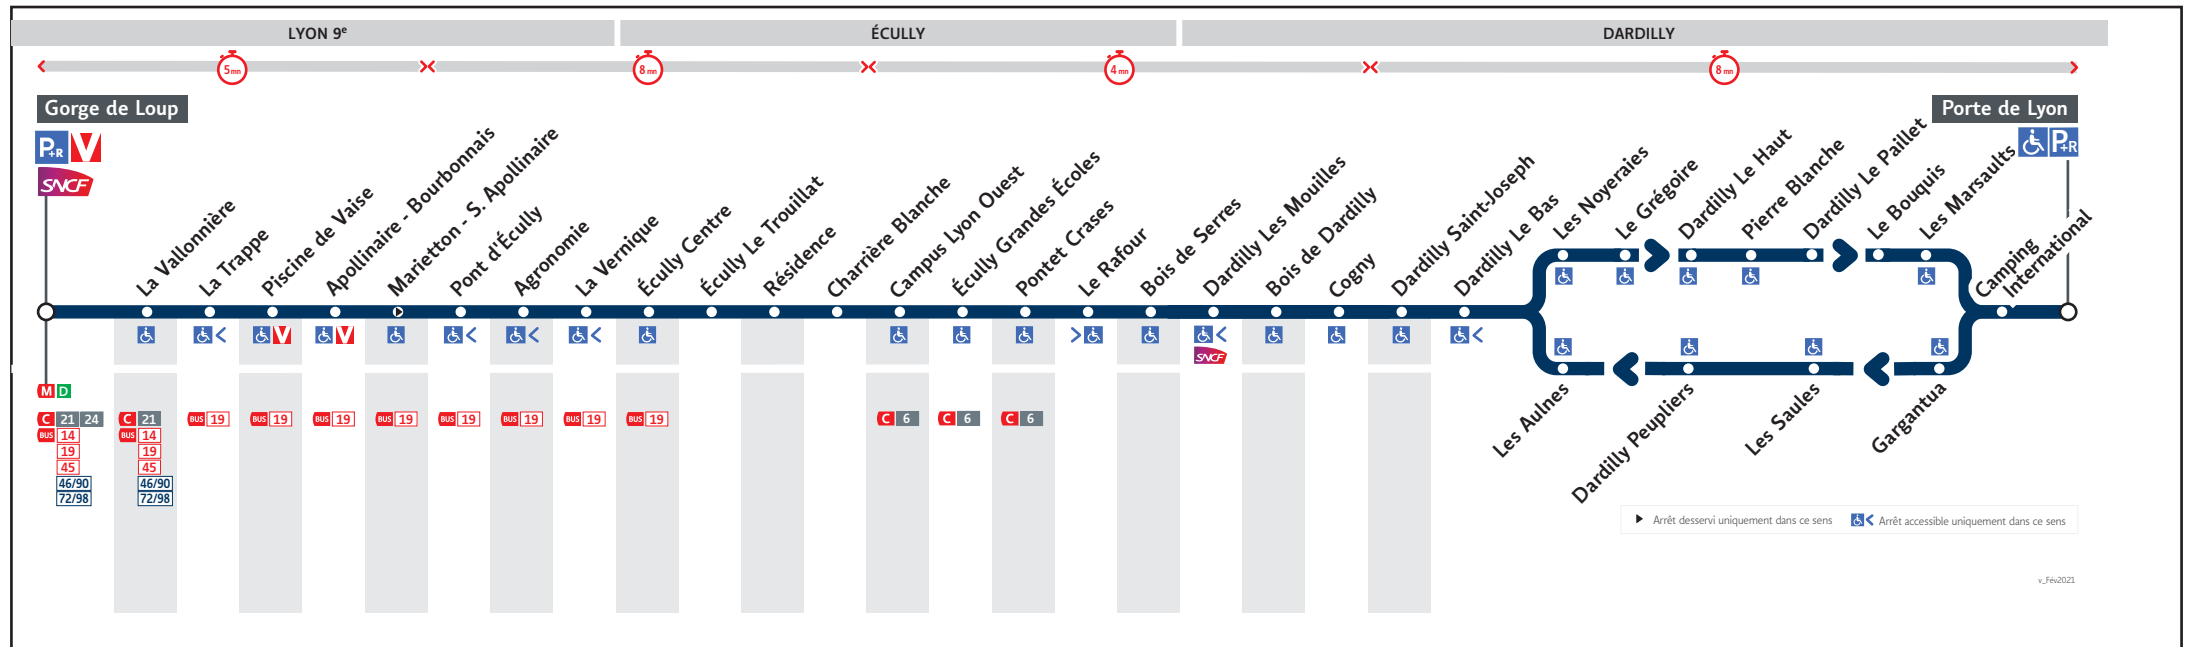 LYON 9e
ÉCULLY
DARDILLY
5 mn
8 mn
4 mn
8 mn
Gorge de Loup
Porte de Lyon
P+R V
SNCF
P+R
La Vallonnière
La Trappe
Piscine de Vaise
Apollinaire - Bourbonnais
Marietton - S. Apollinaire
Pont d'Écully
Agronomie
La Vernique
Écully Centre
Écully Le Trouillat
Résidence
Charrière Blanche
Campus Lyon Ouest
Écully Grandes Écoles
Pontet Crases
Le Rafour
Bois de Serres
Dardilly Les Mouilles
Bois de Dardilly
Cogny
Dardilly Saint-Joseph
Dardilly Le Bas
Les Noyeraies
Le Grégoire
Dardilly Le Haut
Pierre Blanche
Dardilly Le Paillet
Le Bouquis
Les Marsaults
Camping
International
V
V
SNCF
Les Aulnes
Dardilly Peupliers
Les Saules
Gargantua
M D
C 21 24
BUS 14
19
45
46/90
72/98
C 21
BUS 14
19
45
46/90
72/98
BUS 19
BUS 19
BUS 19
BUS 19
BUS 19
BUS 19
BUS 19
BUS 19
C 6
C 6
C 6
Arrêt desservi uniquement dans ce sens
Arrêt accessible uniquement dans ce sens
v_Fév2021